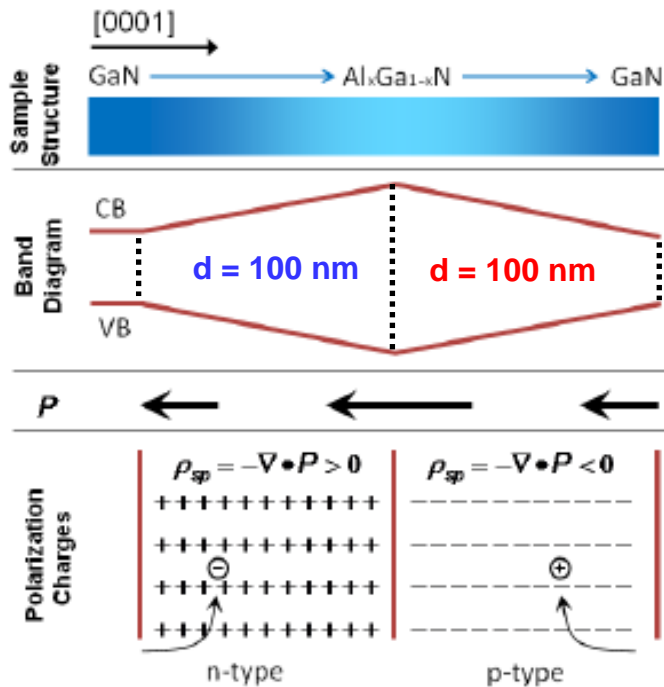 [0001]
GaN AlxGa1-xN GaN
Sample
Structure
CB
d = 100 nm d = 100 nm
VB
Band
Diagram
P
ρsp = −∇•P > 0 ρsp = −∇•P < 0
Polarization
Charges
n-type p-type